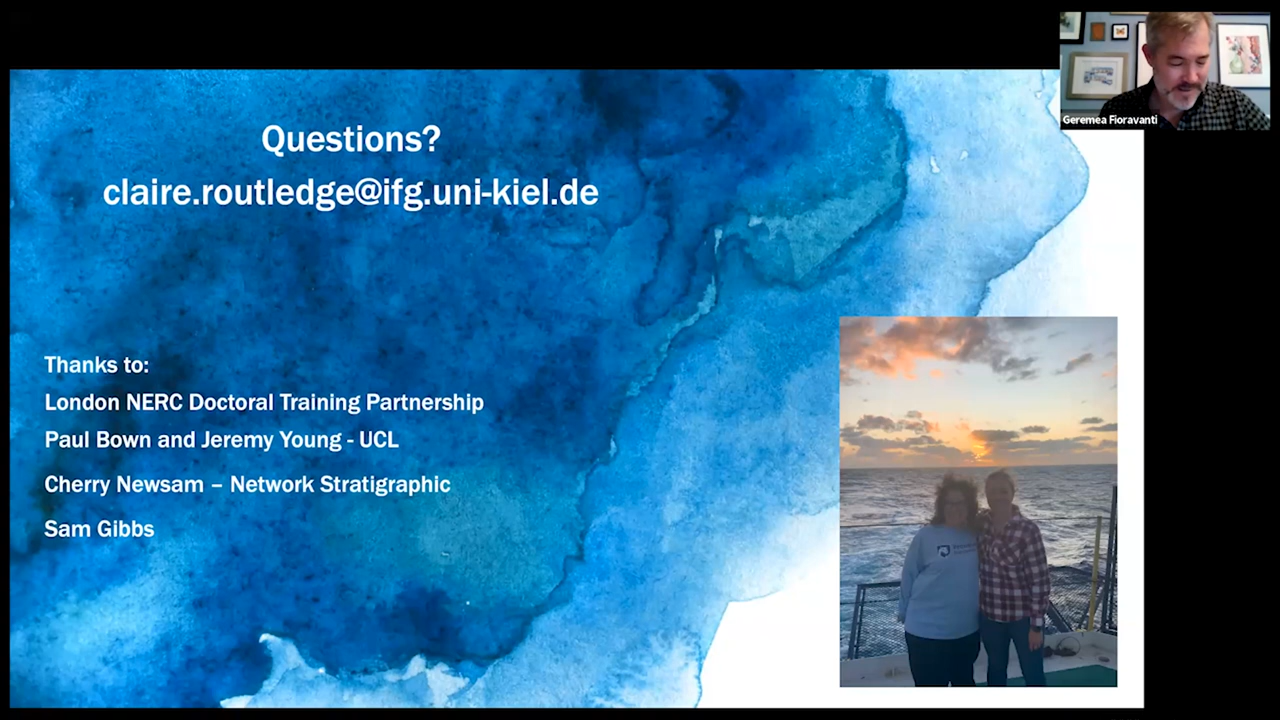 Questions?
claire.routledge@ifg.uni-kiel.de
Thanks to:
London NERC Doctoral Training Partnership
Paul Bown and Jeremy Young - UCL
Cherry Newsam – Network Stratigraphic
Sam Gibbs
Geremea Fioravanti